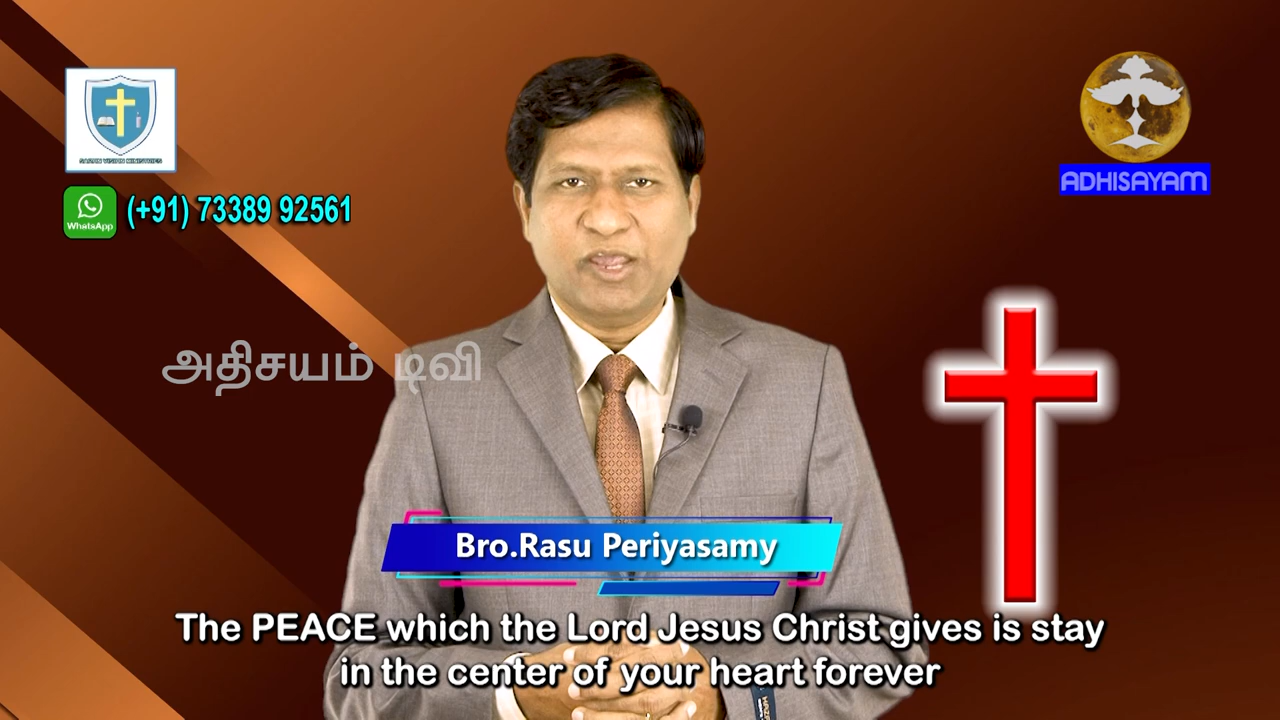 WhatsApp
(+91) 73389 92561
ADHISAYAM
அதிசயம் டிவி
Bro.Rasu Periyasamy
The PEACE which the Lord Jesus Christ gives is stay
in the center of your heart forever